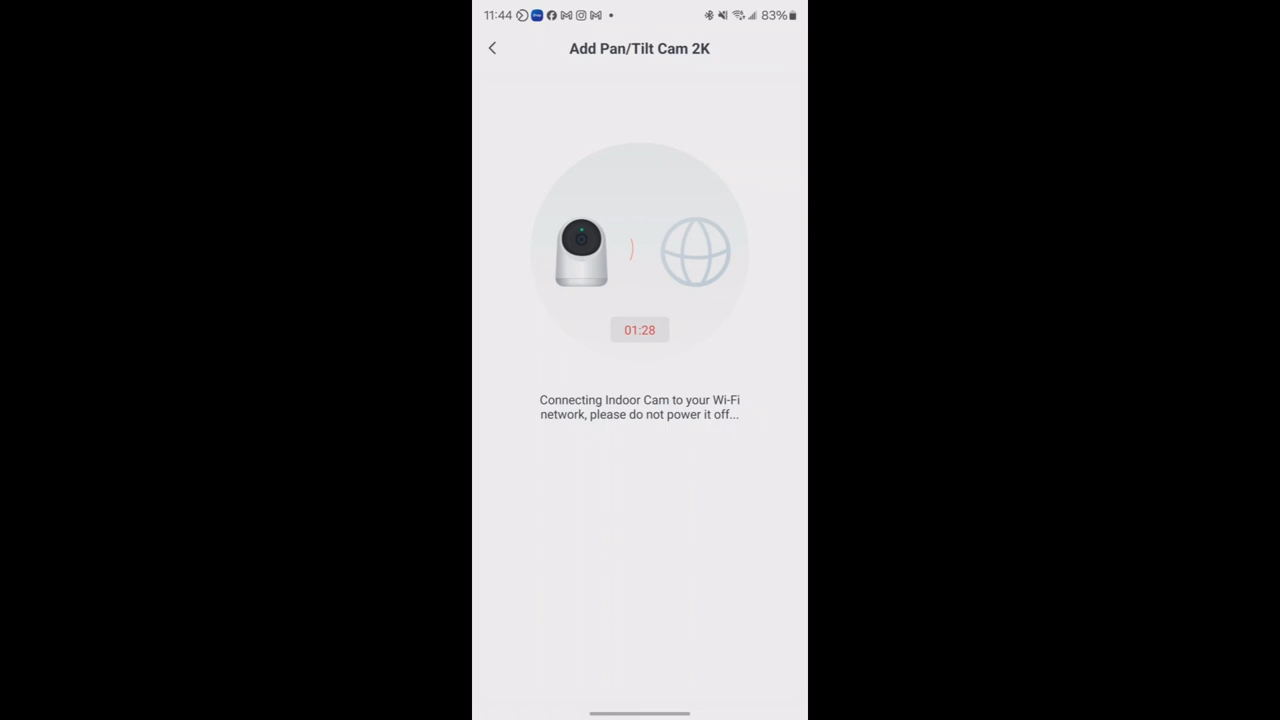 11:44 83%
Add Pan/Tilt Cam 2K
01:28
Connecting Indoor Cam to your Wi-Fi
network, please do not power it off...